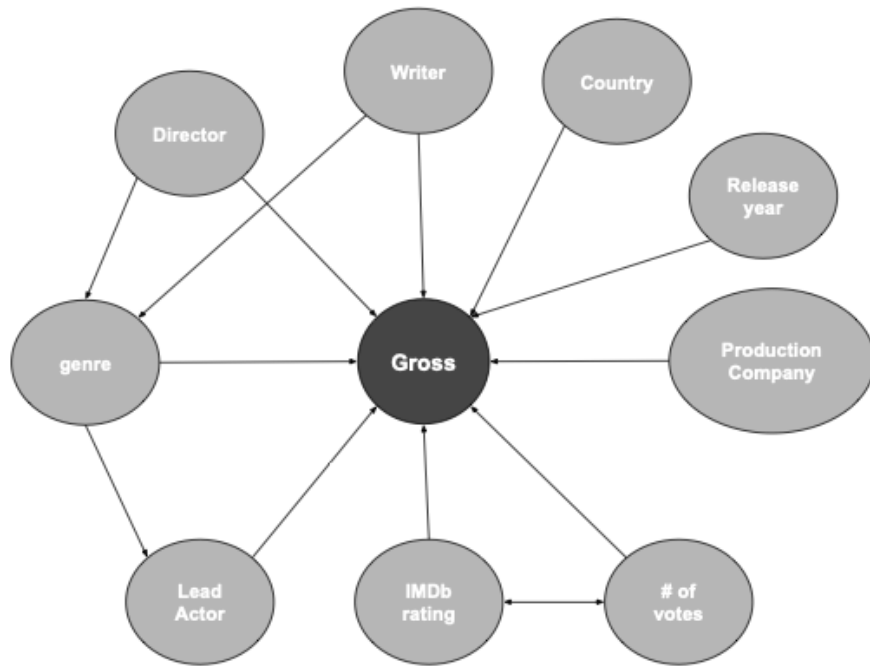 Writer
Country
Director
Release
year
genre
Gross
Production
Company
Lead
Actor
IMDb
rating
# of
votes